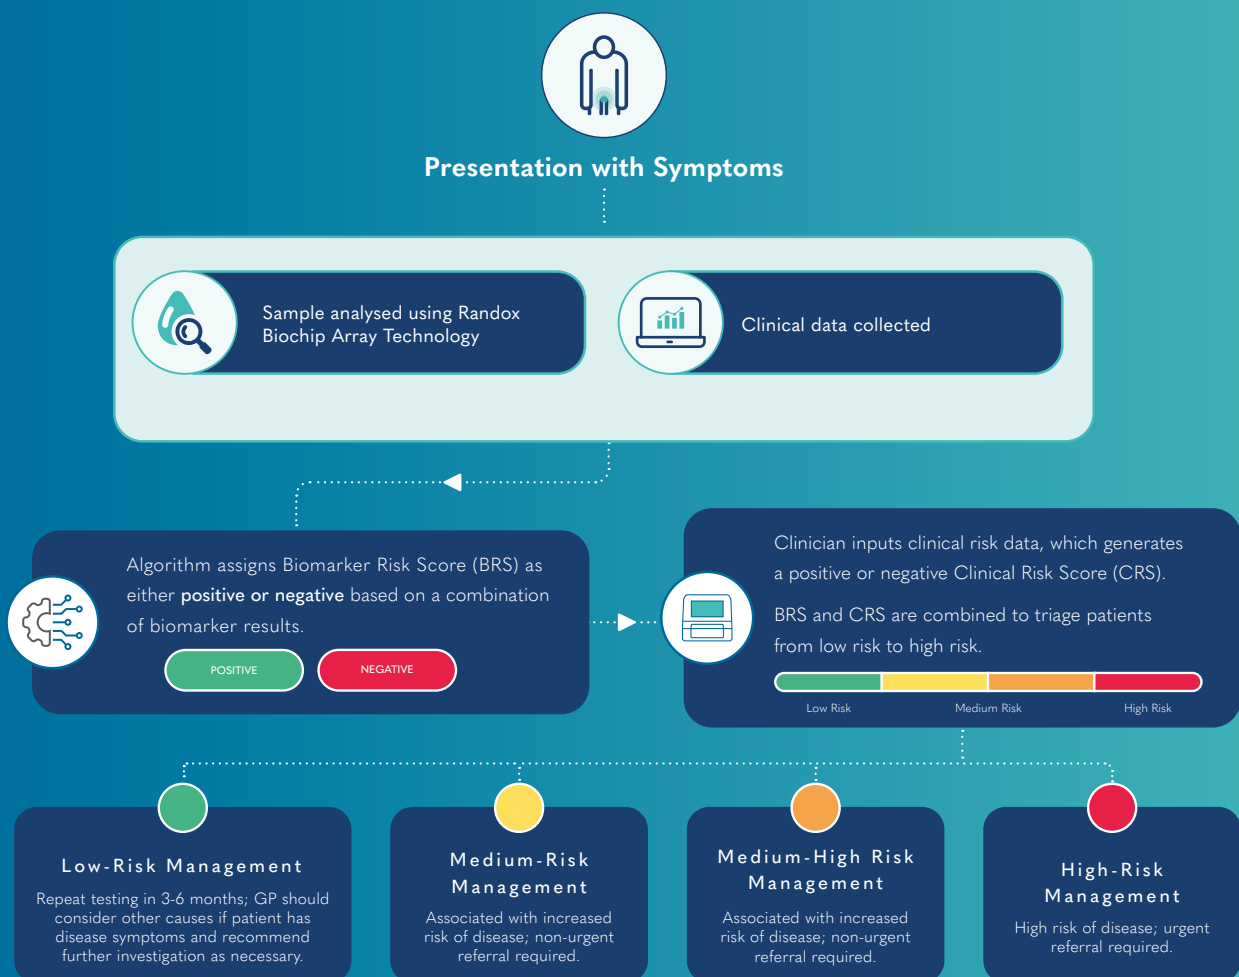 Presentation with Symptoms
Sample analysed using Randox
Biochip Array Technology
Clinical data collected
Algorithm assigns Biomarker Risk Score (BRS) as
either positive or negative based on a combination
of biomarker results.
POSITIVE
NEGATIVE
Clinician inputs clinical risk data, which generates
a positive or negative Clinical Risk Score (CRS).
BRS and CRS are combined to triage patients
from low risk to high risk.
Low Risk
Medium Risk
High Risk
Low-Risk Management
Repeat testing in 3-6 months; GP should
consider other causes if patient has
disease symptoms and recommend
further investigation as necessary.
Medium-Risk
Management
Associated with increased
risk of disease; non-urgent
referral required.
Medium-High Risk
Management
Associated with increased
risk of disease; non-urgent
referral required.
High-Risk
Management
High risk of disease; urgent
referral required.